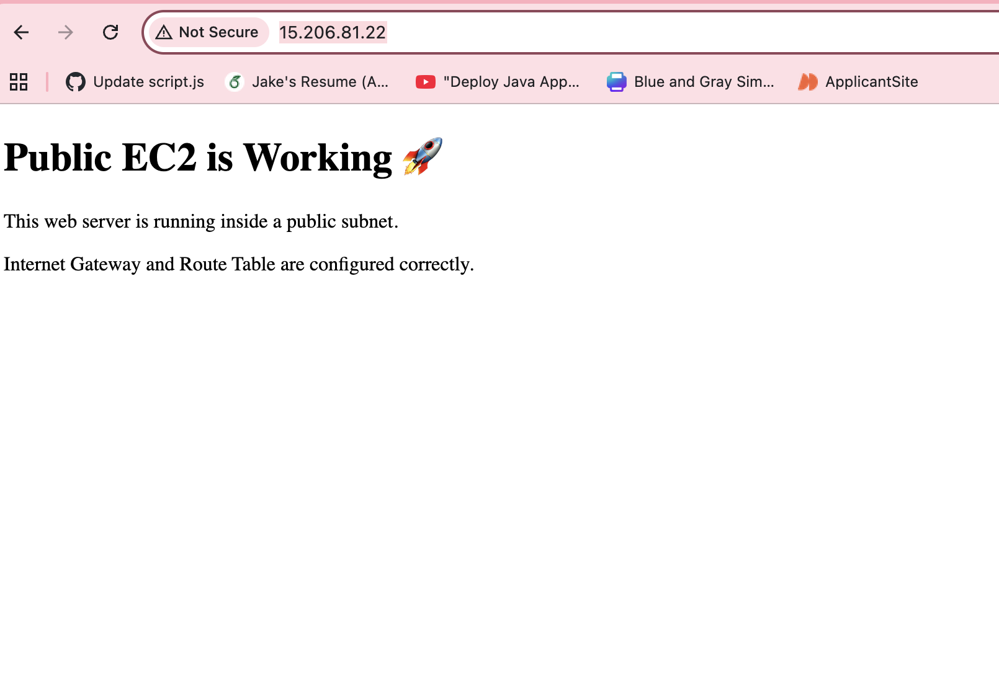 Not Secure 15.206.81.22
Update script.js Jake's Resume (A... "Deploy Java App... Blue and Gray Sim... ApplicantSite
Public EC2 is Working 🚀
This web server is running inside a public subnet.
Internet Gateway and Route Table are configured correctly.